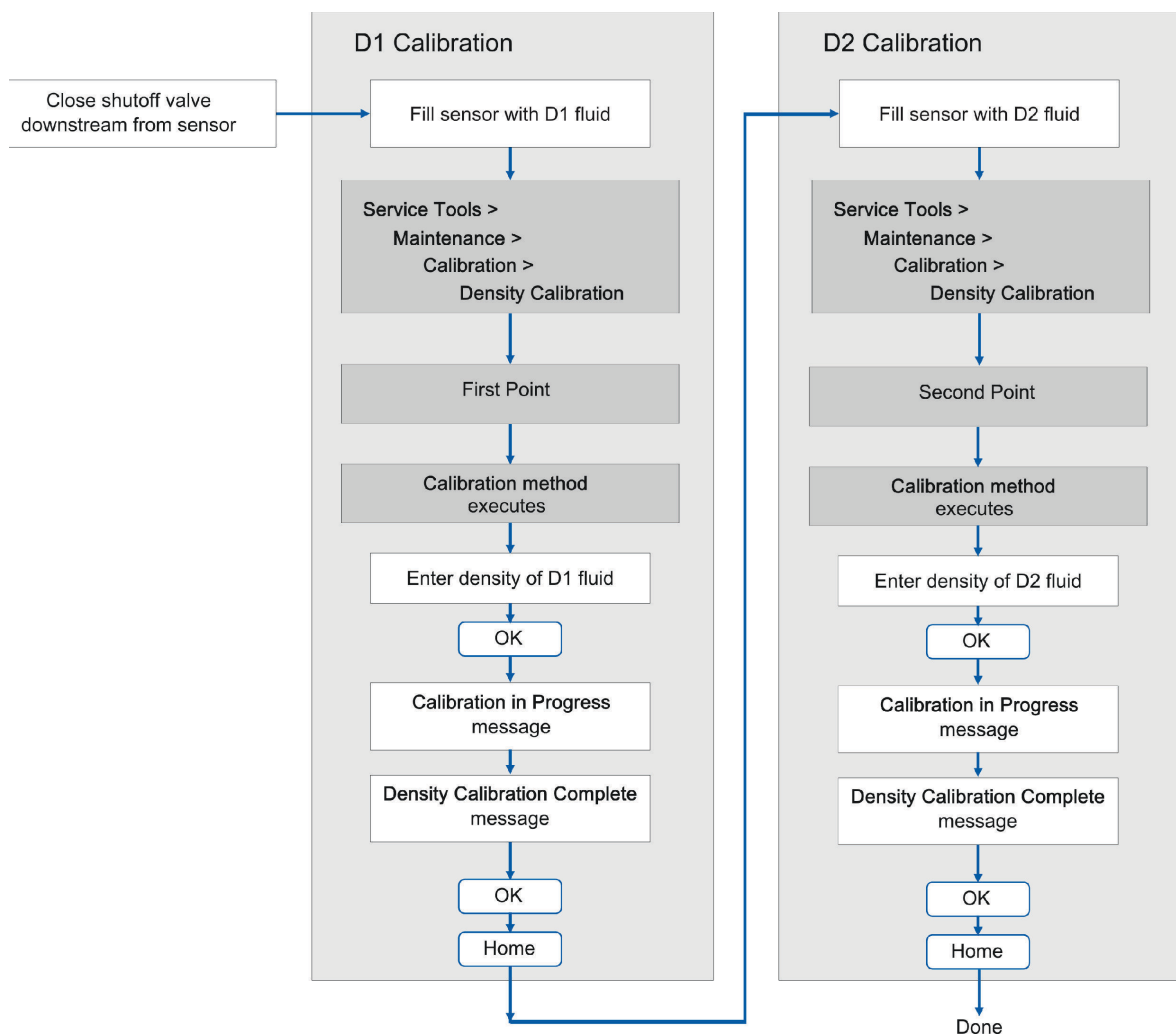 Close shutoff valve
downstream from sensor
D1 Calibration
Fill sensor with D1 fluid
Service Tools >
Maintenance >
Calibration >
Density Calibration
First Point
Calibration method
executes
Enter density of D1 fluid
OK
Calibration in Progress
message
Density Calibration Complete
message
OK
Home
D2 Calibration
Fill sensor with D2 fluid
Service Tools >
Maintenance >
Calibration >
Density Calibration
Second Point
Calibration method
executes
Enter density of D2 fluid
OK
Calibration in Progress
message
Density Calibration Complete
message
OK
Home
Done